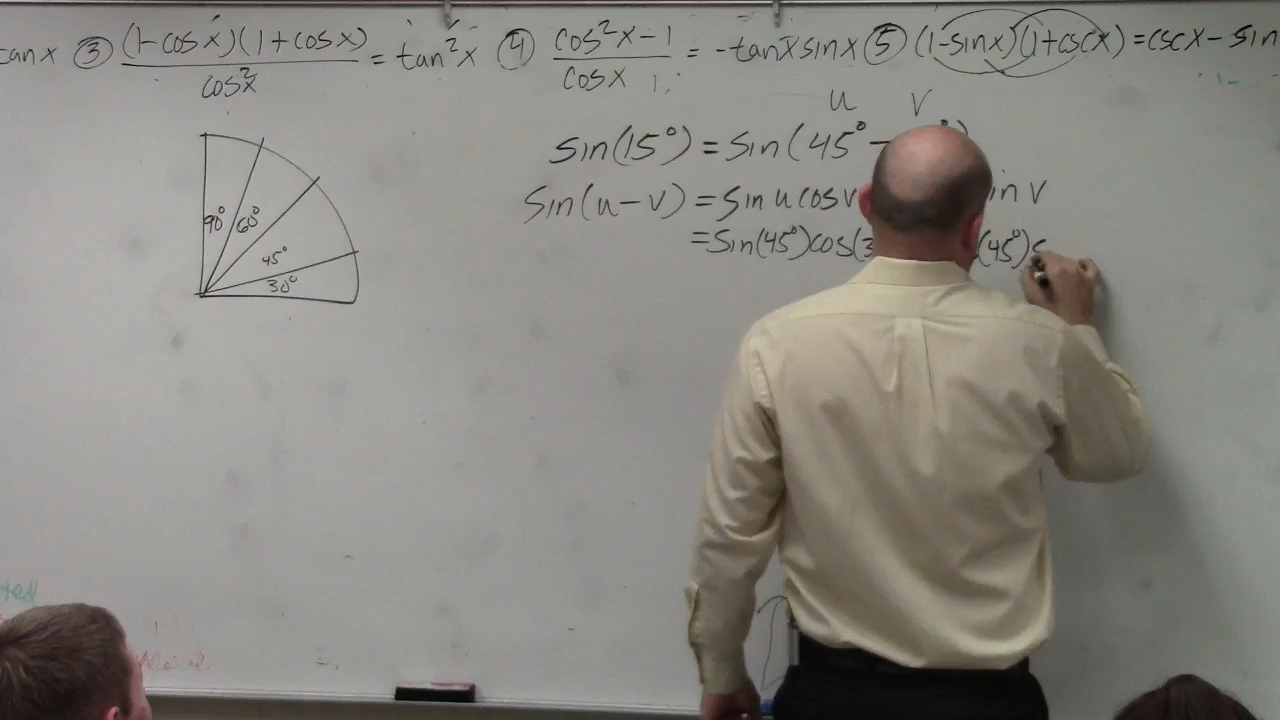 tan x ③ (1-cos x)(1+cos x) / cos²x = tan²x ④ cos²x-1 / cos x = -tan x sin x ⑤ (1-sin x)(1+csc x) = csc x - sin
u v
sin(15°) = sin(45° -
sin(u-v) = sin u cos v in v
= sin(45°)cos(3 (45°)s
90° 60° 45° 30°